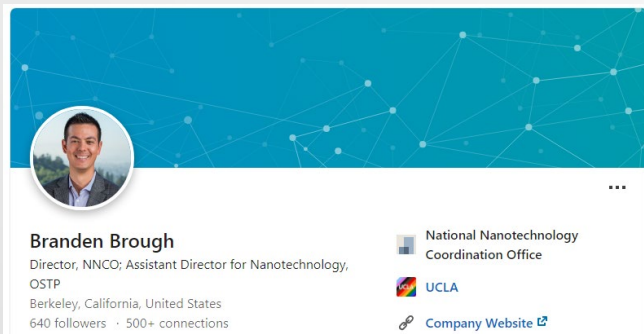 Branden Brough
Director, NNCO; Assistant Director for Nanotechnology,
OSTP
Berkeley, California, United States
640 followers · 500+ connections
National Nanotechnology
Coordination Office
UCLA
UCLA
Company Website